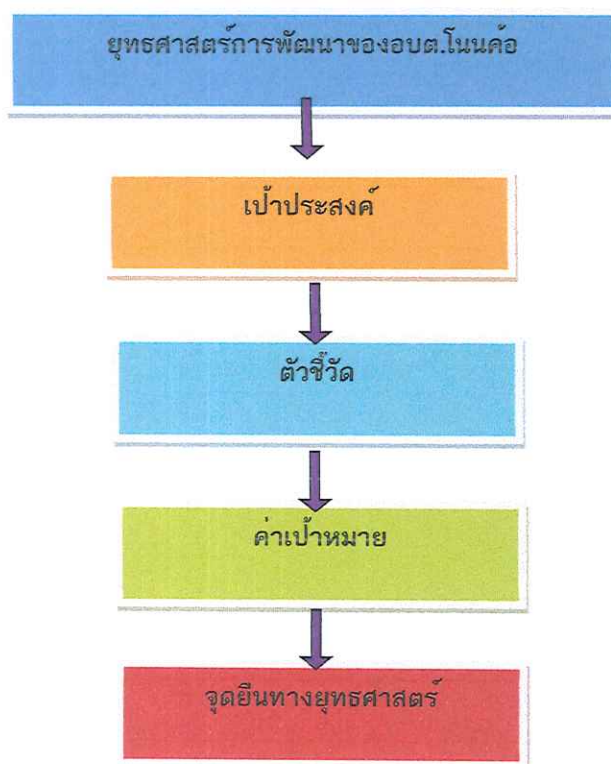 ยุทธศาสตร์การพัฒนาของอบต.โนนค้อ
เป้าประสงค์
ตัวชี้วัด
ค่าเป้าหมาย
จุดยืนทางยุทธศาสตร์